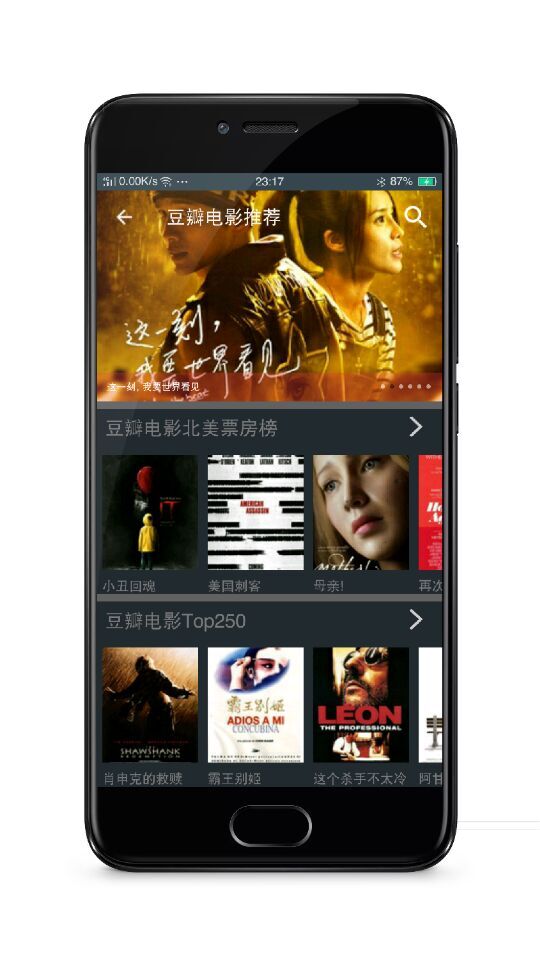 0.00K/s ··· 23:17 87%
豆瓣电影推荐
这一刻,
我要世界看见
这一刻, 我要世界看见
豆瓣电影北美票房榜
IT
AMERICAN
ASSASSIN
mother!
小丑回魂 美国刺客 母亲! 再次
豆瓣电影Top250
SHAWSHANK
REDEMPTION
霸王别姬
ADIOS A MI
CONCUBINA
LEON
THE PROFESSIONAL
肖申克的救赎 霸王别姬 这个杀手不太冷 阿甘